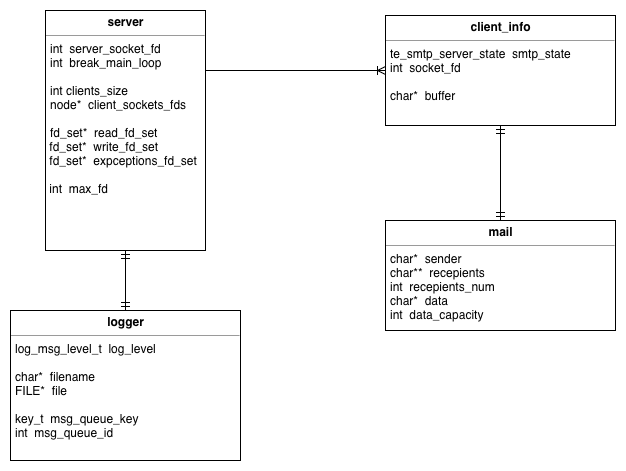 server
int server_socket_fd
int break_main_loop
int clients_size
node* client_sockets_fds
fd_set* read_fd_set
fd_set* write_fd_set
fd_set* expceptions_fd_set
int max_fd
client_info
te_smtp_server_state smtp_state
int socket_fd
char* buffer
mail
char* sender
char** recepients
int recepients_num
char* data
int data_capacity
logger
log_msg_level_t log_level
char* filename
FILE* file
key_t msg_queue_key
int msg_queue_id